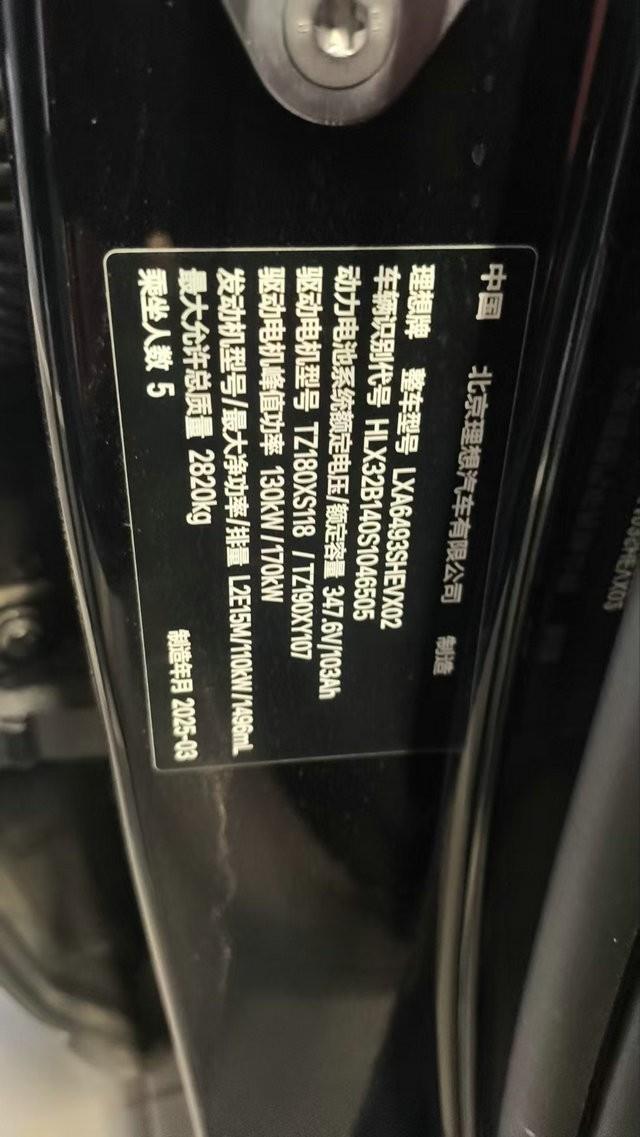 中国 北京理想汽车有限公司 制造
理想牌 整车型号 LXA6493SHEVX02
车辆识别代号 HLX32B140S1046505
动力电池系统额定电压/额定容量 347.6V/103Ah
驱动电机型号 TZ180XS118 /TZ190XY107
驱动电机峰值功率 130kW/170kW
发动机型号/最大净功率/排量 L2E15M/110kW/1496mL
最大允许总质量 2820kg
乘坐人数 5 制造年月 2025-03